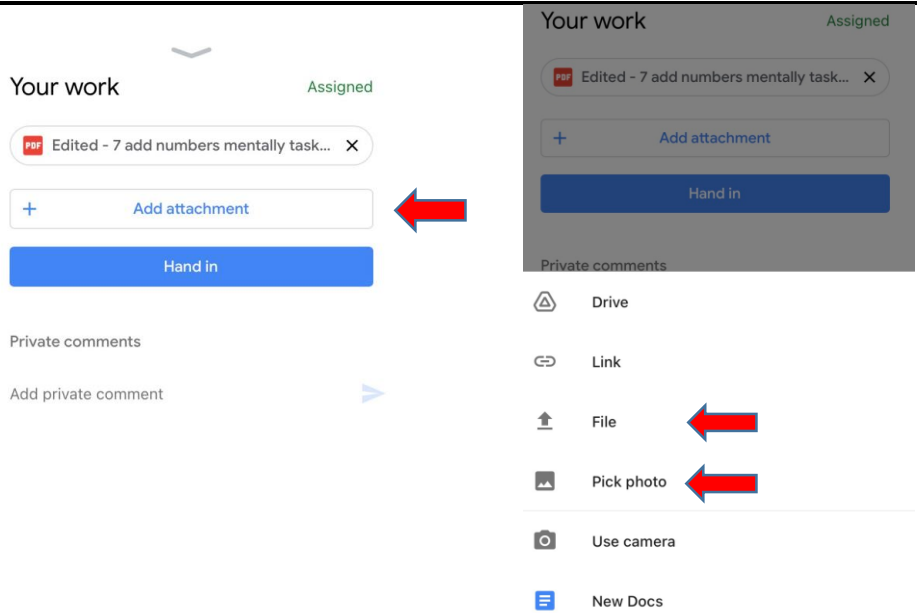 Your work
Assigned
PDF Edited - 7 add numbers mentally task... X
+ Add attachment
Hand in
Private comments
Add private comment
Your work
Assigned
PDF Edited - 7 add numbers mentally task... X
+ Add attachment
Hand in
Private comments
Drive
Link
File
Pick photo
Use camera
New Docs